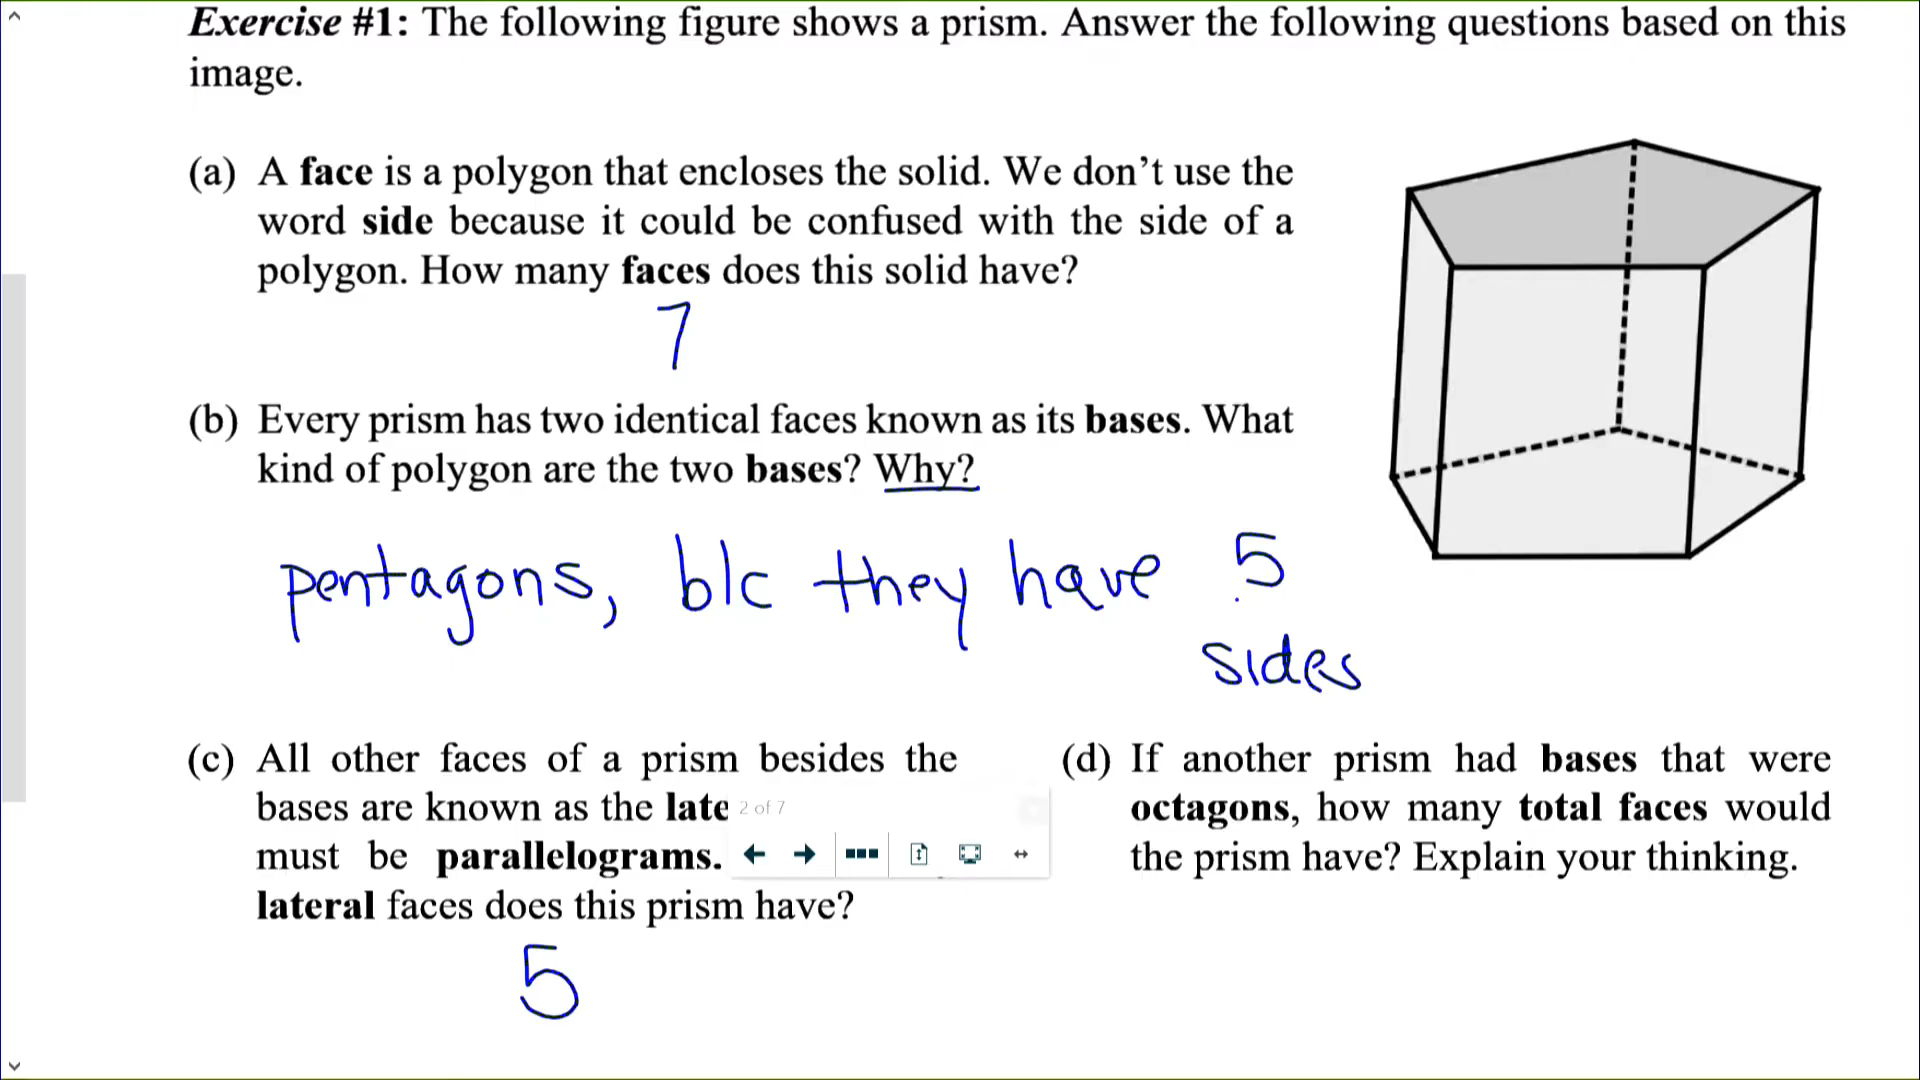 Exercise #1: The following figure shows a prism. Answer the following questions based on this
image.
(a) A face is a polygon that encloses the solid. We don’t use the
word side because it could be confused with the side of a
polygon. How many faces does this solid have?
7
(b) Every prism has two identical faces known as its bases. What
kind of polygon are the two bases? Why?
pentagons, b/c they have 5
sides
(c) All other faces of a prism besides the
bases are known as the late
must be parallelograms.
lateral faces does this prism have?
5
2 of 7
(d) If another prism had bases that were
octagons, how many total faces would
the prism have? Explain your thinking.